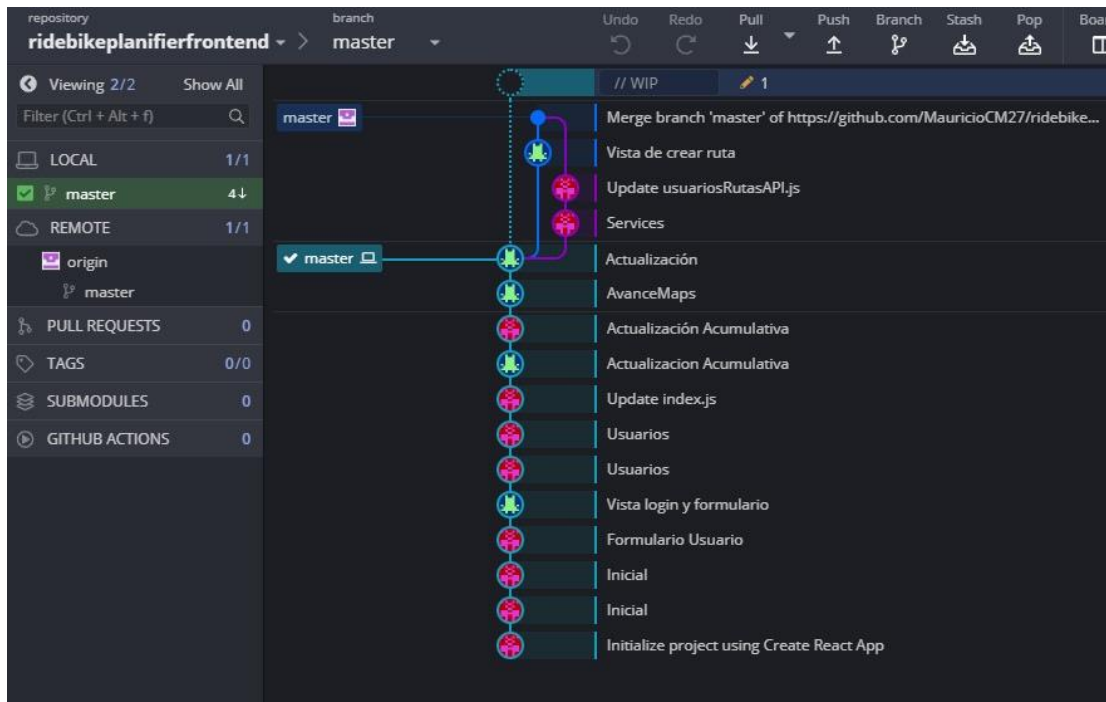 repository
branch
ridebikeplanifierfrontend
master
Undo
Redo
Pull
Push
Branch
Stash
Pop
Viewing 2/2
Show All
Filter (Ctrl + Alt + f)
LOCAL 1/1
master 4↓
REMOTE 1/1
origin
master
PULL REQUESTS 0
TAGS 0/0
SUBMODULES 0
GITHUB ACTIONS 0
// WIP 1
master
Merge branch 'master' of https://github.com/MauricioCM27/ridebike...
Vista de crear ruta
Update usuariosRutasAPI.js
Services
master
Actualización
AvanceMaps
Actualización Acumulativa
Actualizacion Acumulativa
Update index.js
Usuarios
Usuarios
Vista login y formulario
Formulario Usuario
Inicial
Inicial
Initialize project using Create React App